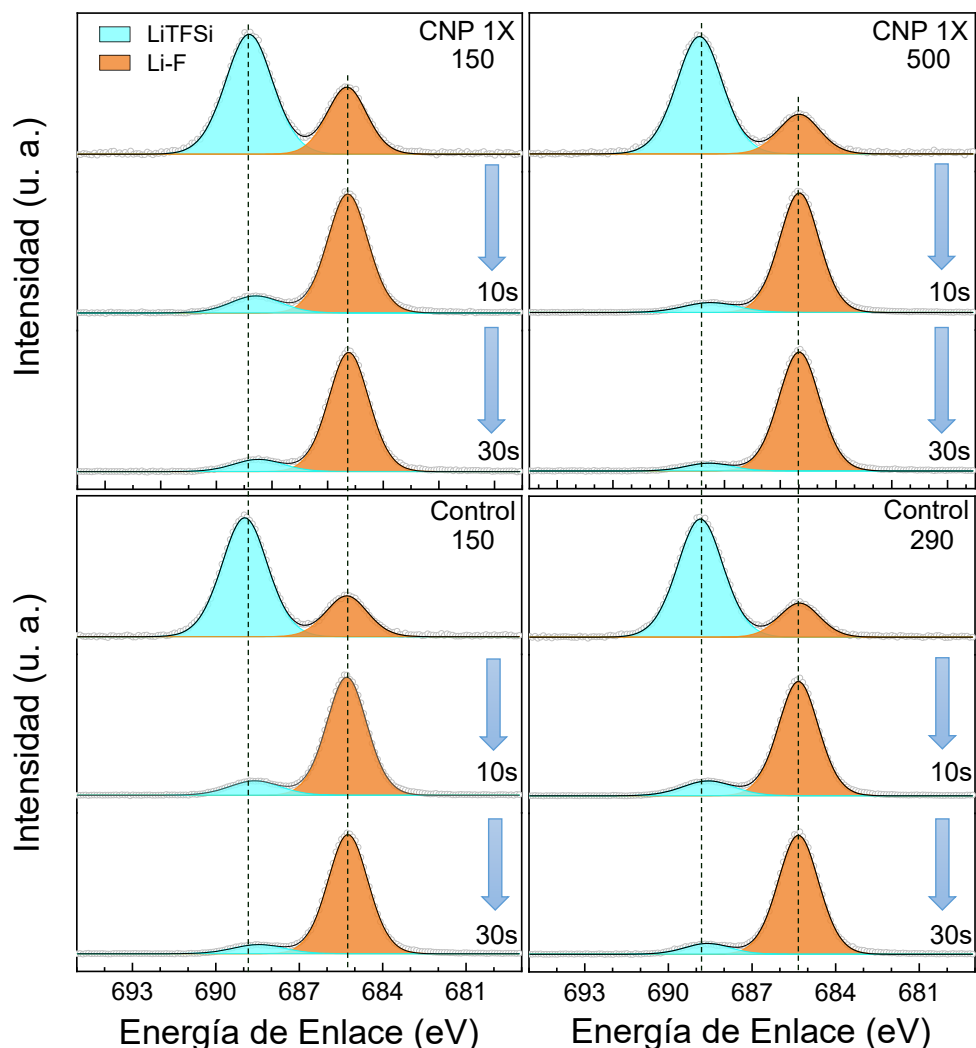 LiTFSi
Li-F
CNP 1X
150
10s
30s
CNP 1X
500
10s
30s
Intensidad (u. a.)
Control
150
10s
30s
Control
290
10s
30s
Intensidad (u. a.)
693 690 687 684 681
693 690 687 684 681
Energía de Enlace (eV)
Energía de Enlace (eV)